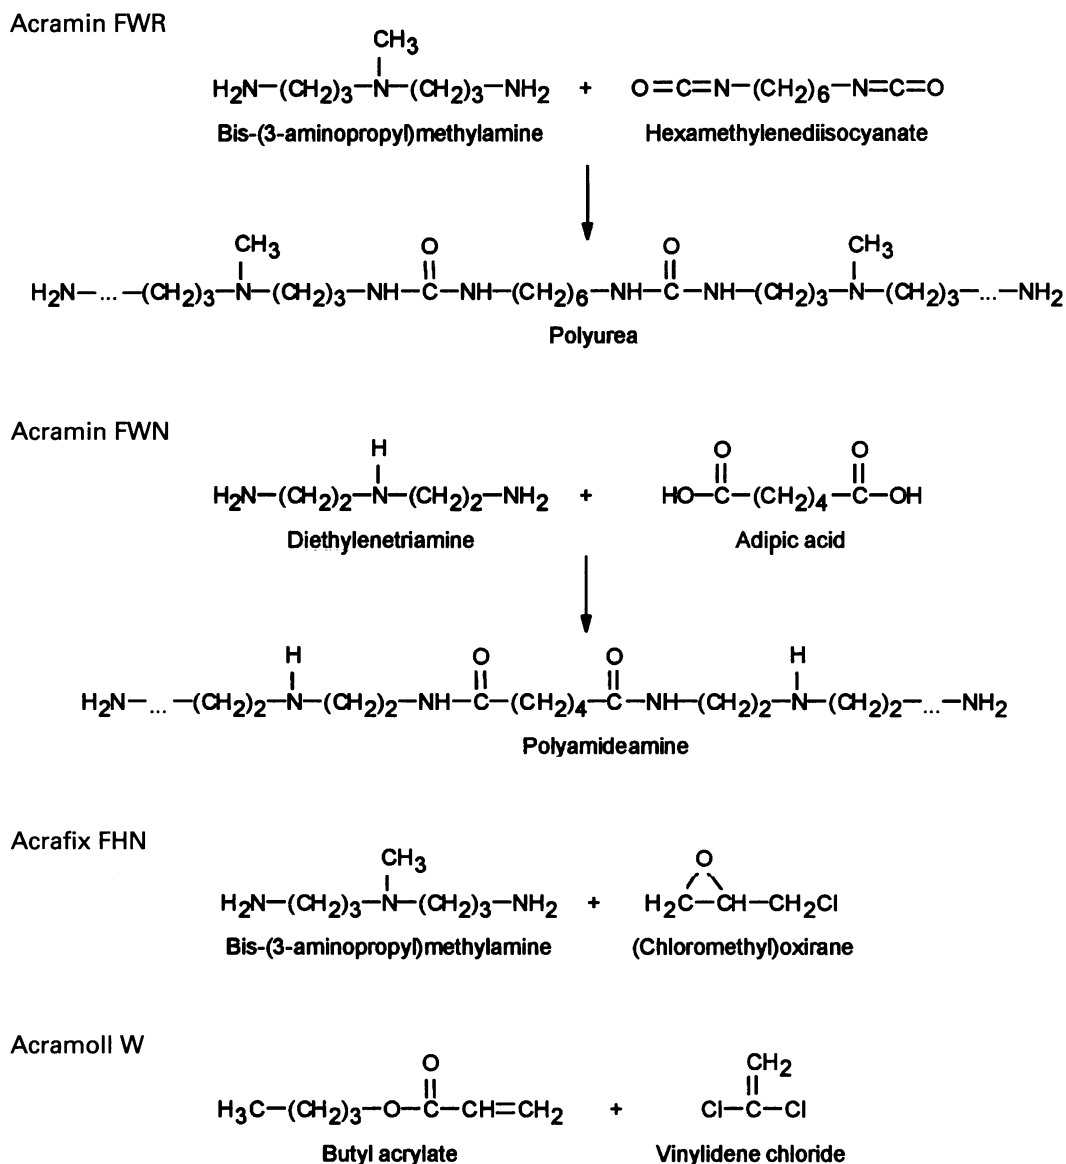 Acramin FWR
CH3
H2N—(CH2)3—N—(CH2)3—NH2 + O=C=N—(CH2)6—N=C=O
Bis-(3-aminopropyl)methylamine Hexamethylenediisocyanate
CH3 O O CH3
H2N—...—(CH2)3—N—(CH2)3—NH—C—NH—(CH2)6—NH—C—NH—(CH2)3—N—(CH2)3—...—NH2
Polyurea
Acramin FWN
H O O
H2N—(CH2)2—N—(CH2)2—NH2 + HO—C—(CH2)4—C—OH
Diethylenetriamine Adipic acid
H O O H
H2N—...—(CH2)2—N—(CH2)2—NH—C—(CH2)4—C—NH—(CH2)2—N—(CH2)2—...—NH2
Polyamideamine
Acrafix FHN
CH3 O
H2N—(CH2)3—N—(CH2)3—NH2 + H2C—CH—CH2Cl
Bis-(3-aminopropyl)methylamine (Chloromethyl)oxirane
Acramoll W
O CH2
H3C—(CH2)3—O—C—CH=CH2 + Cl—C—Cl
Butyl acrylate Vinylidene chloride